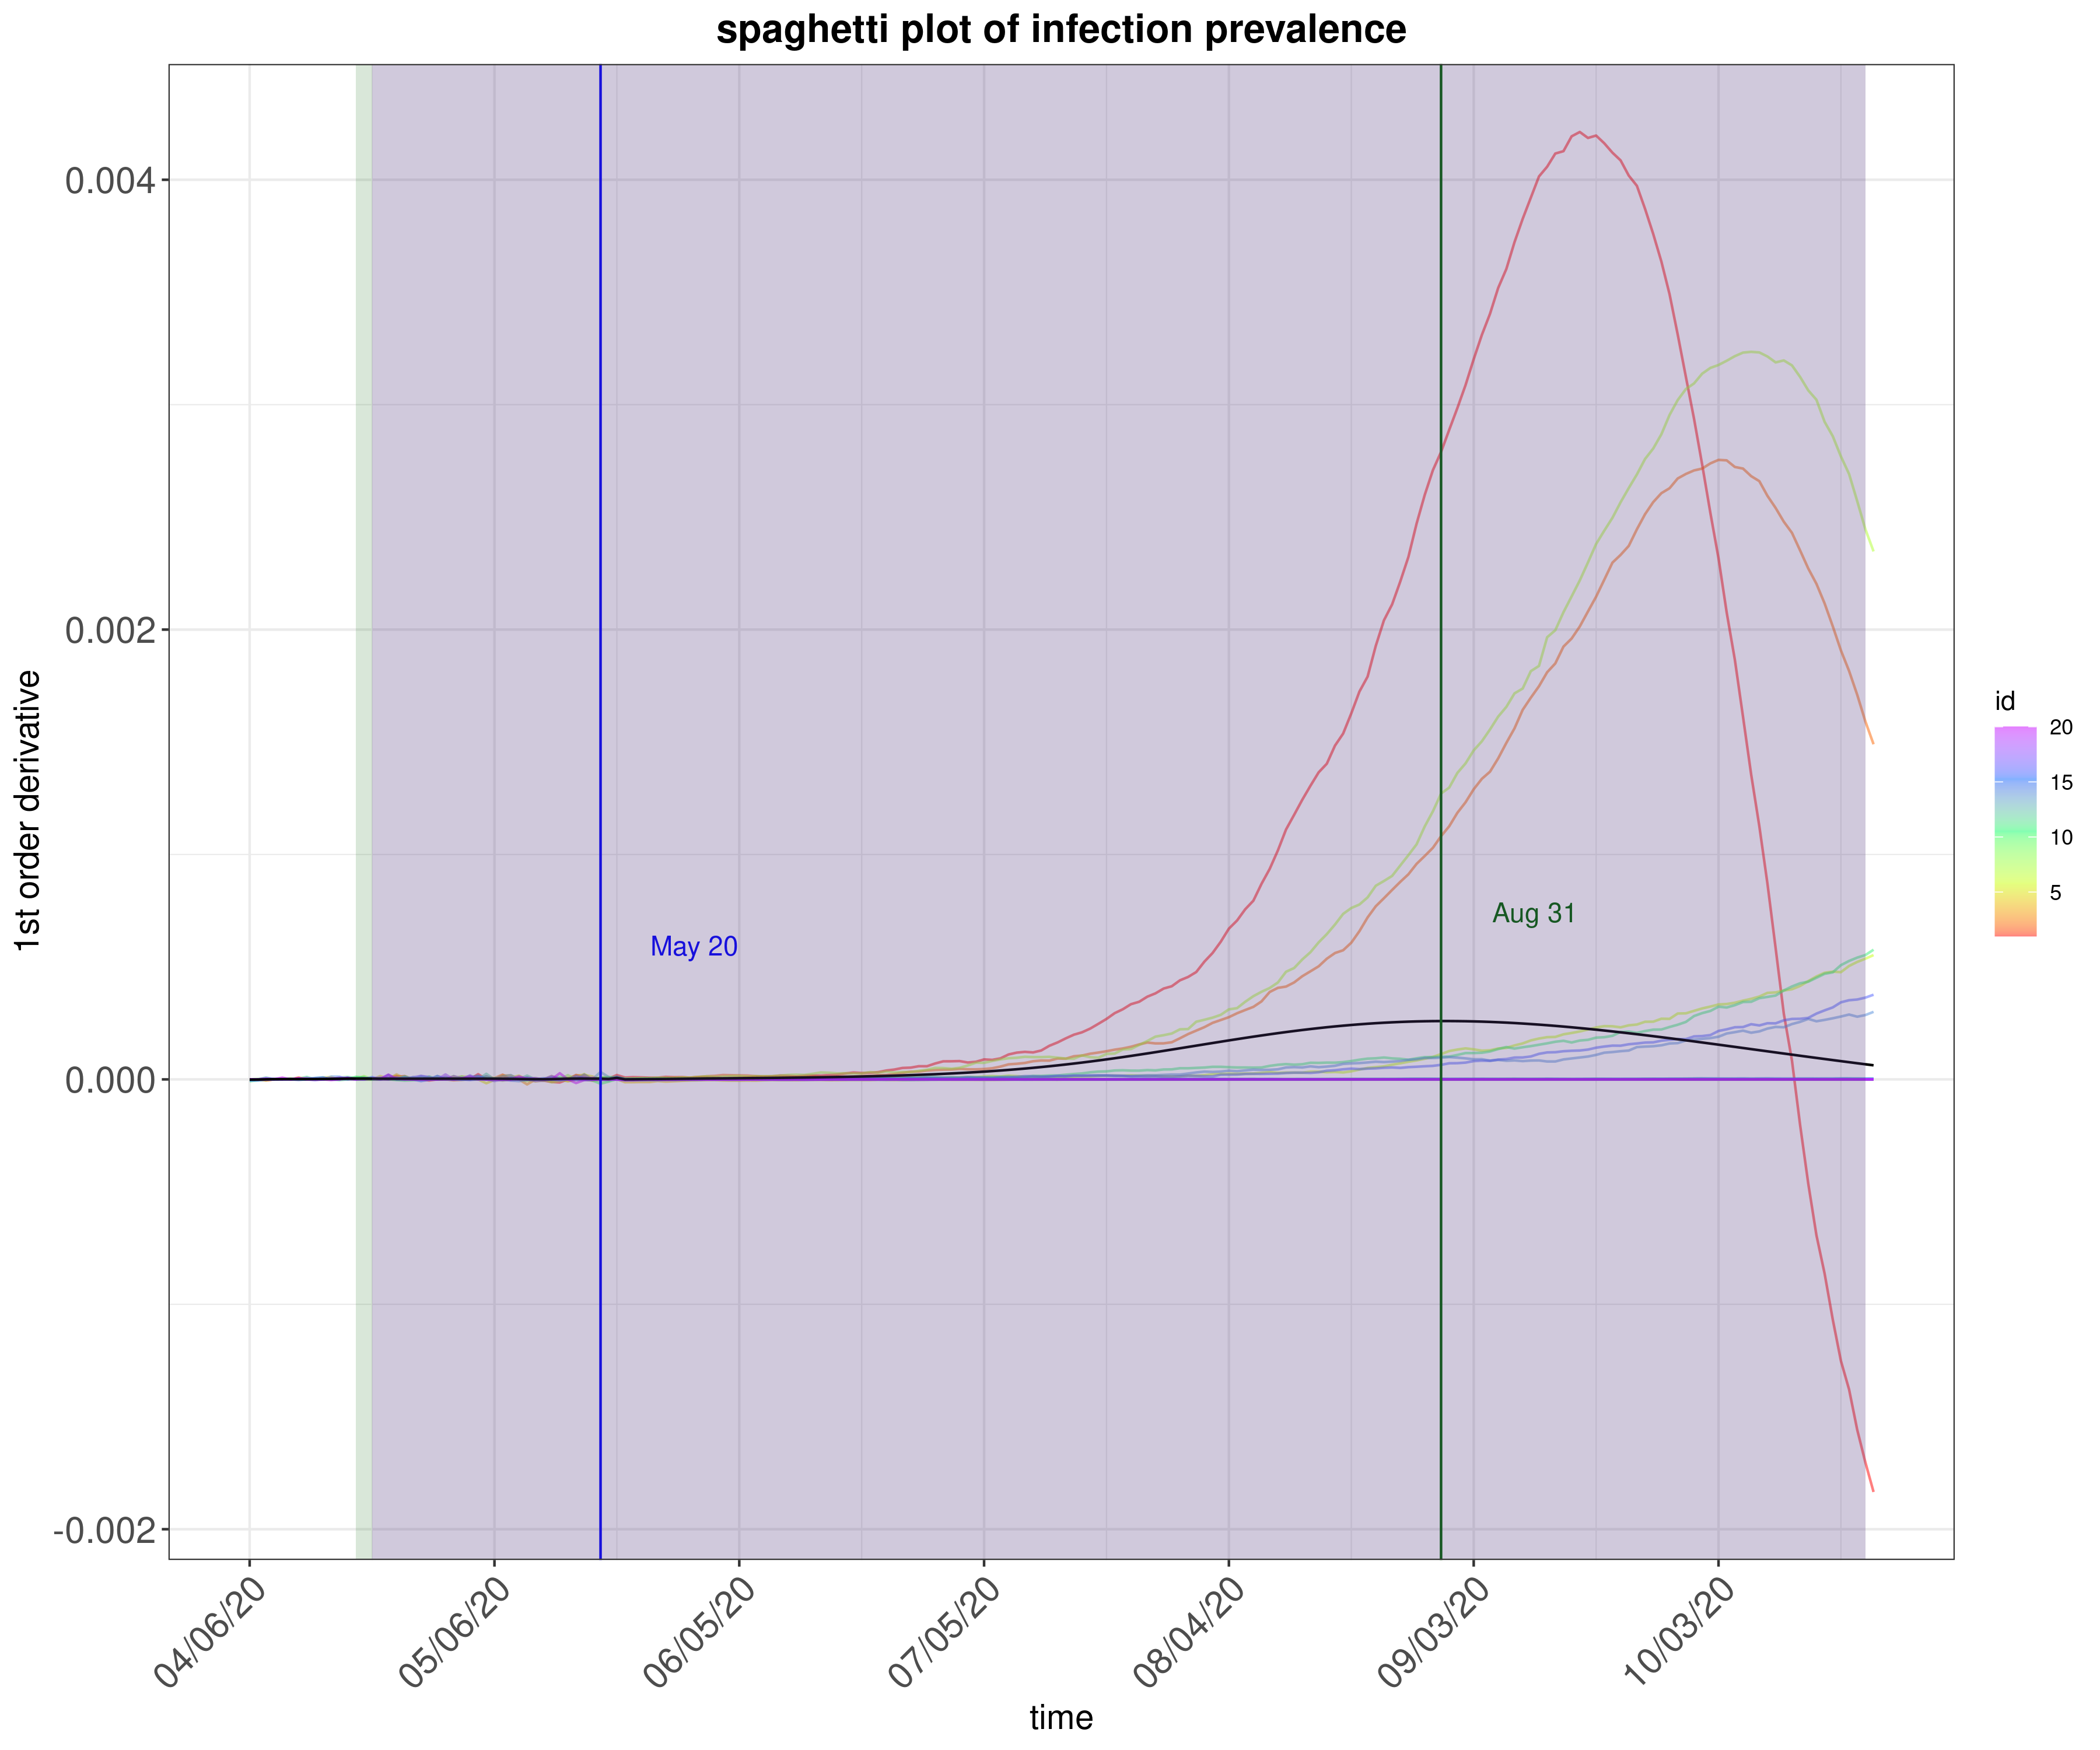 spaghetti plot of infection prevalence
1st order derivative
0.004
0.002
0.000
-0.002
May 20
Aug 31
04/06/20
05/06/20
06/05/20
07/05/20
08/04/20
09/03/20
10/03/20
time
id
20
15
10
5